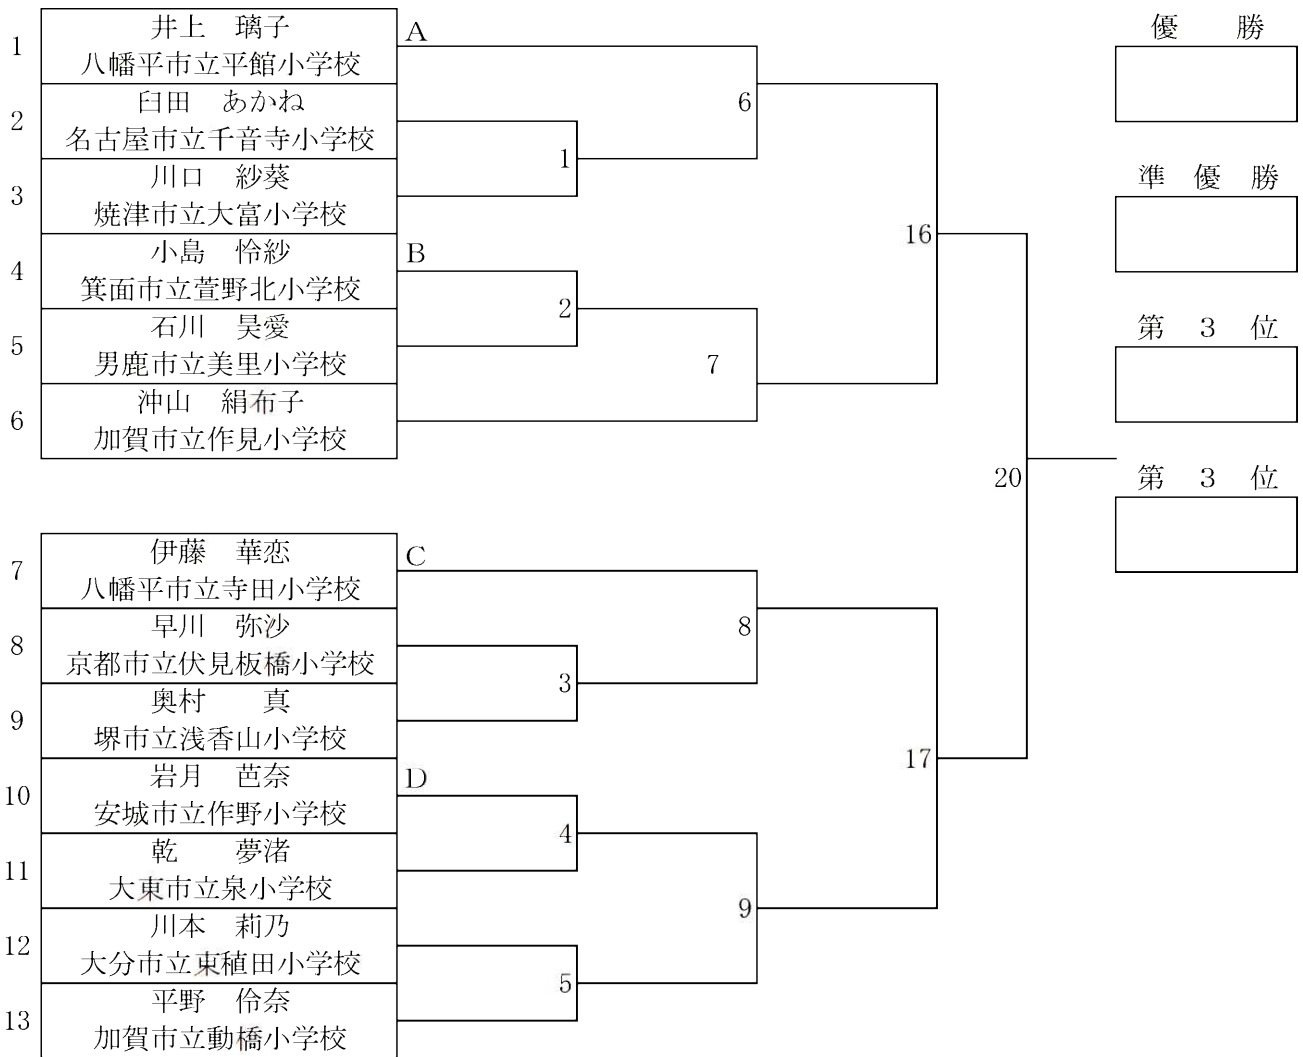 1
井上　璃子
八幡平市立平館小学校
A
2
臼田　あかね
名古屋市立千音寺小学校
1
6
3
川口　紗葵
焼津市立大富小学校
4
小島　怜紗
箕面市立萱野北小学校
B
2
16
5
石川　昊愛
男鹿市立美里小学校
7
6
沖山　絹布子
加賀市立作見小学校
20
7
伊藤　華恋
八幡平市立寺田小学校
C
8
早川　弥沙
京都市立伏見板橋小学校
3
8
9
奥村　　真
堺市立浅香山小学校
17
10
岩月　芭奈
安城市立作野小学校
D
4
11
乾　　夢渚
大東市立泉小学校
9
12
川本　莉乃
大分市立東稙田小学校
5
13
平野　伶奈
加賀市立動橋小学校
優　勝
準 優 勝
第 3 位
第 3 位